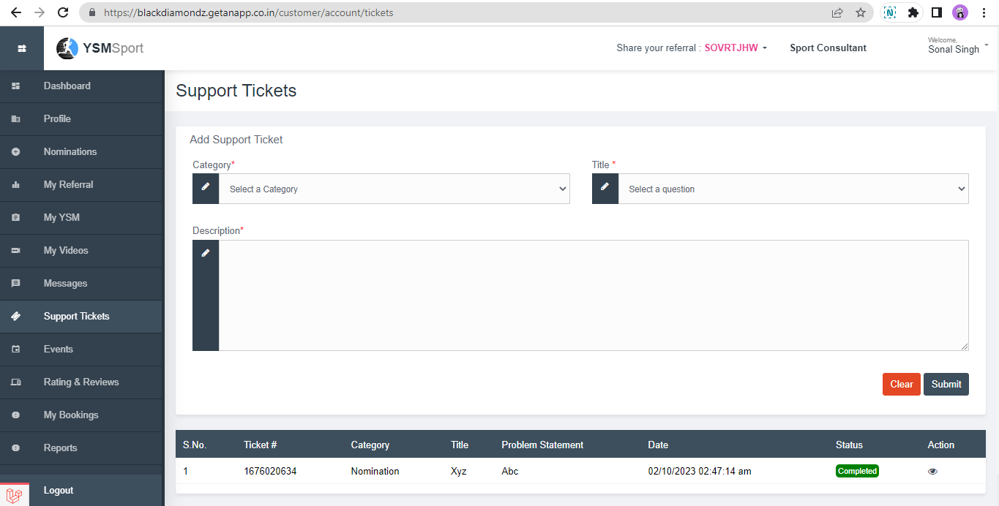 https://blackdiamondz.getanapp.co.in/customer/account/tickets
YSMSport
Share your referral : SOVRTJHW
Sport Consultant
Welcome,
Sonal Singh
Dashboard
Profile
Nominations
My Referral
My YSM
My Videos
Messages
Support Tickets
Events
Rating & Reviews
My Bookings
Reports
Logout
Support Tickets
Add Support Ticket
Category* Title *
Select a Category Select a question
Description*
Clear Submit
S.No. Ticket # Category Title Problem Statement Date Status Action
1 1676020634 Nomination Xyz Abc 02/10/2023 02:47:14 am Completed